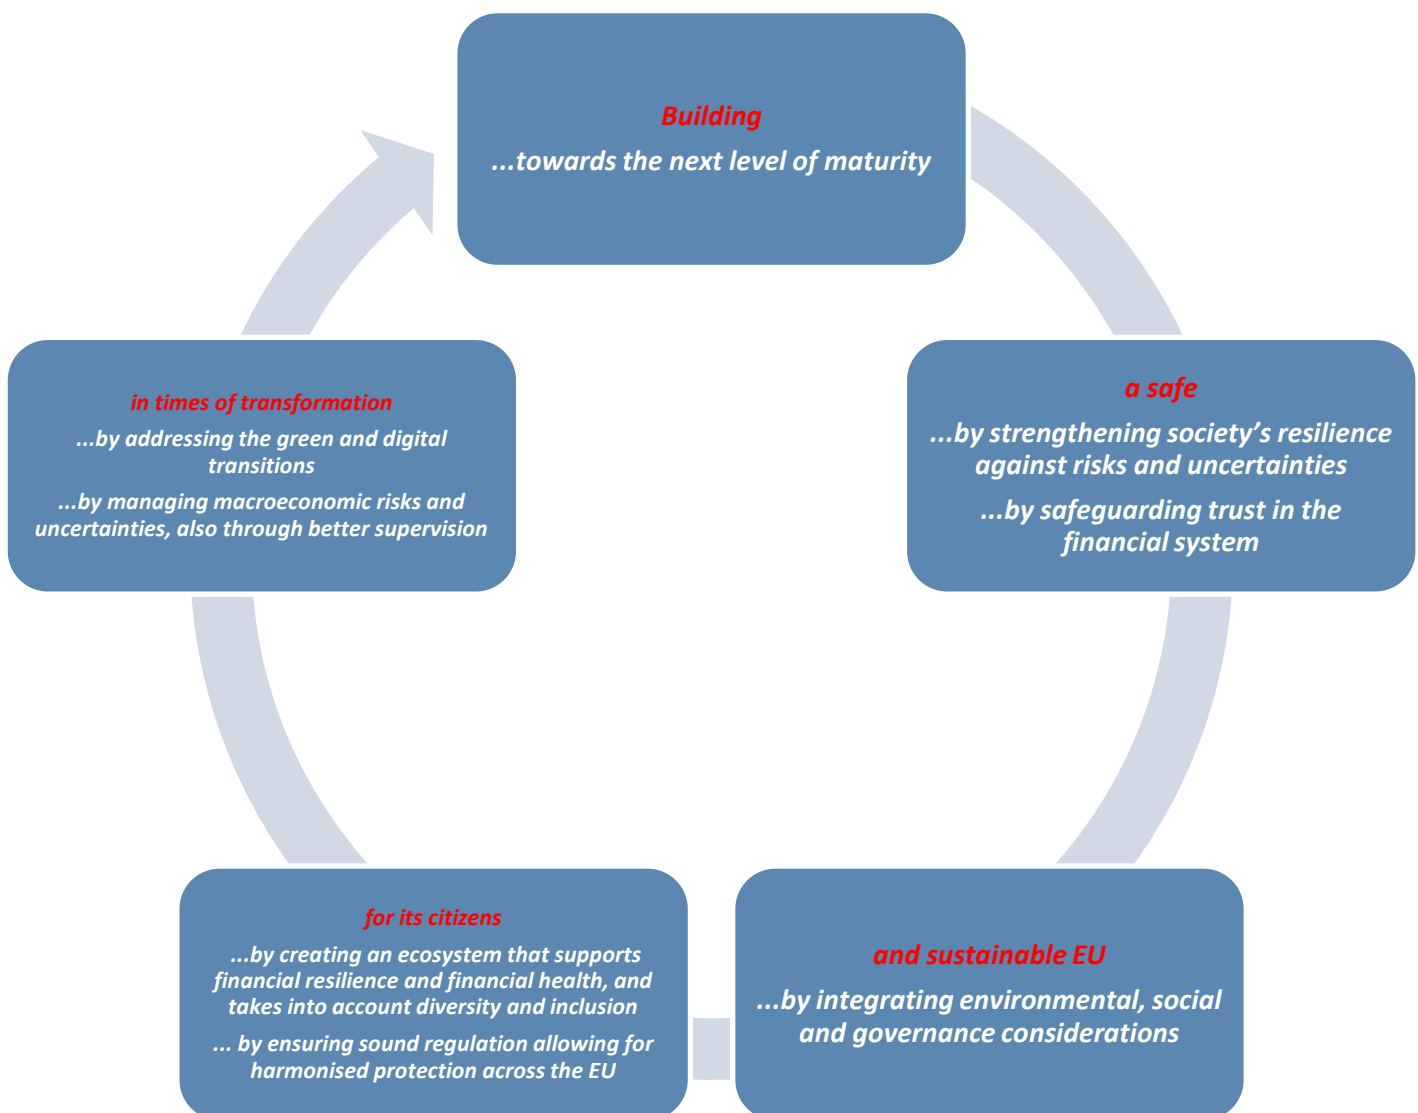 Building
...towards the next level of maturity
a safe
...by strengthening society’s resilience
against risks and uncertainties
...by safeguarding trust in the
financial system
and sustainable EU
...by integrating environmental, social
and governance considerations
for its citizens
...by creating an ecosystem that supports
financial resilience and financial health, and
takes into account diversity and inclusion
... by ensuring sound regulation allowing for
harmonised protection across the EU
in times of transformation
...by addressing the green and digital
transitions
...by managing macroeconomic risks and
uncertainties, also through better supervision